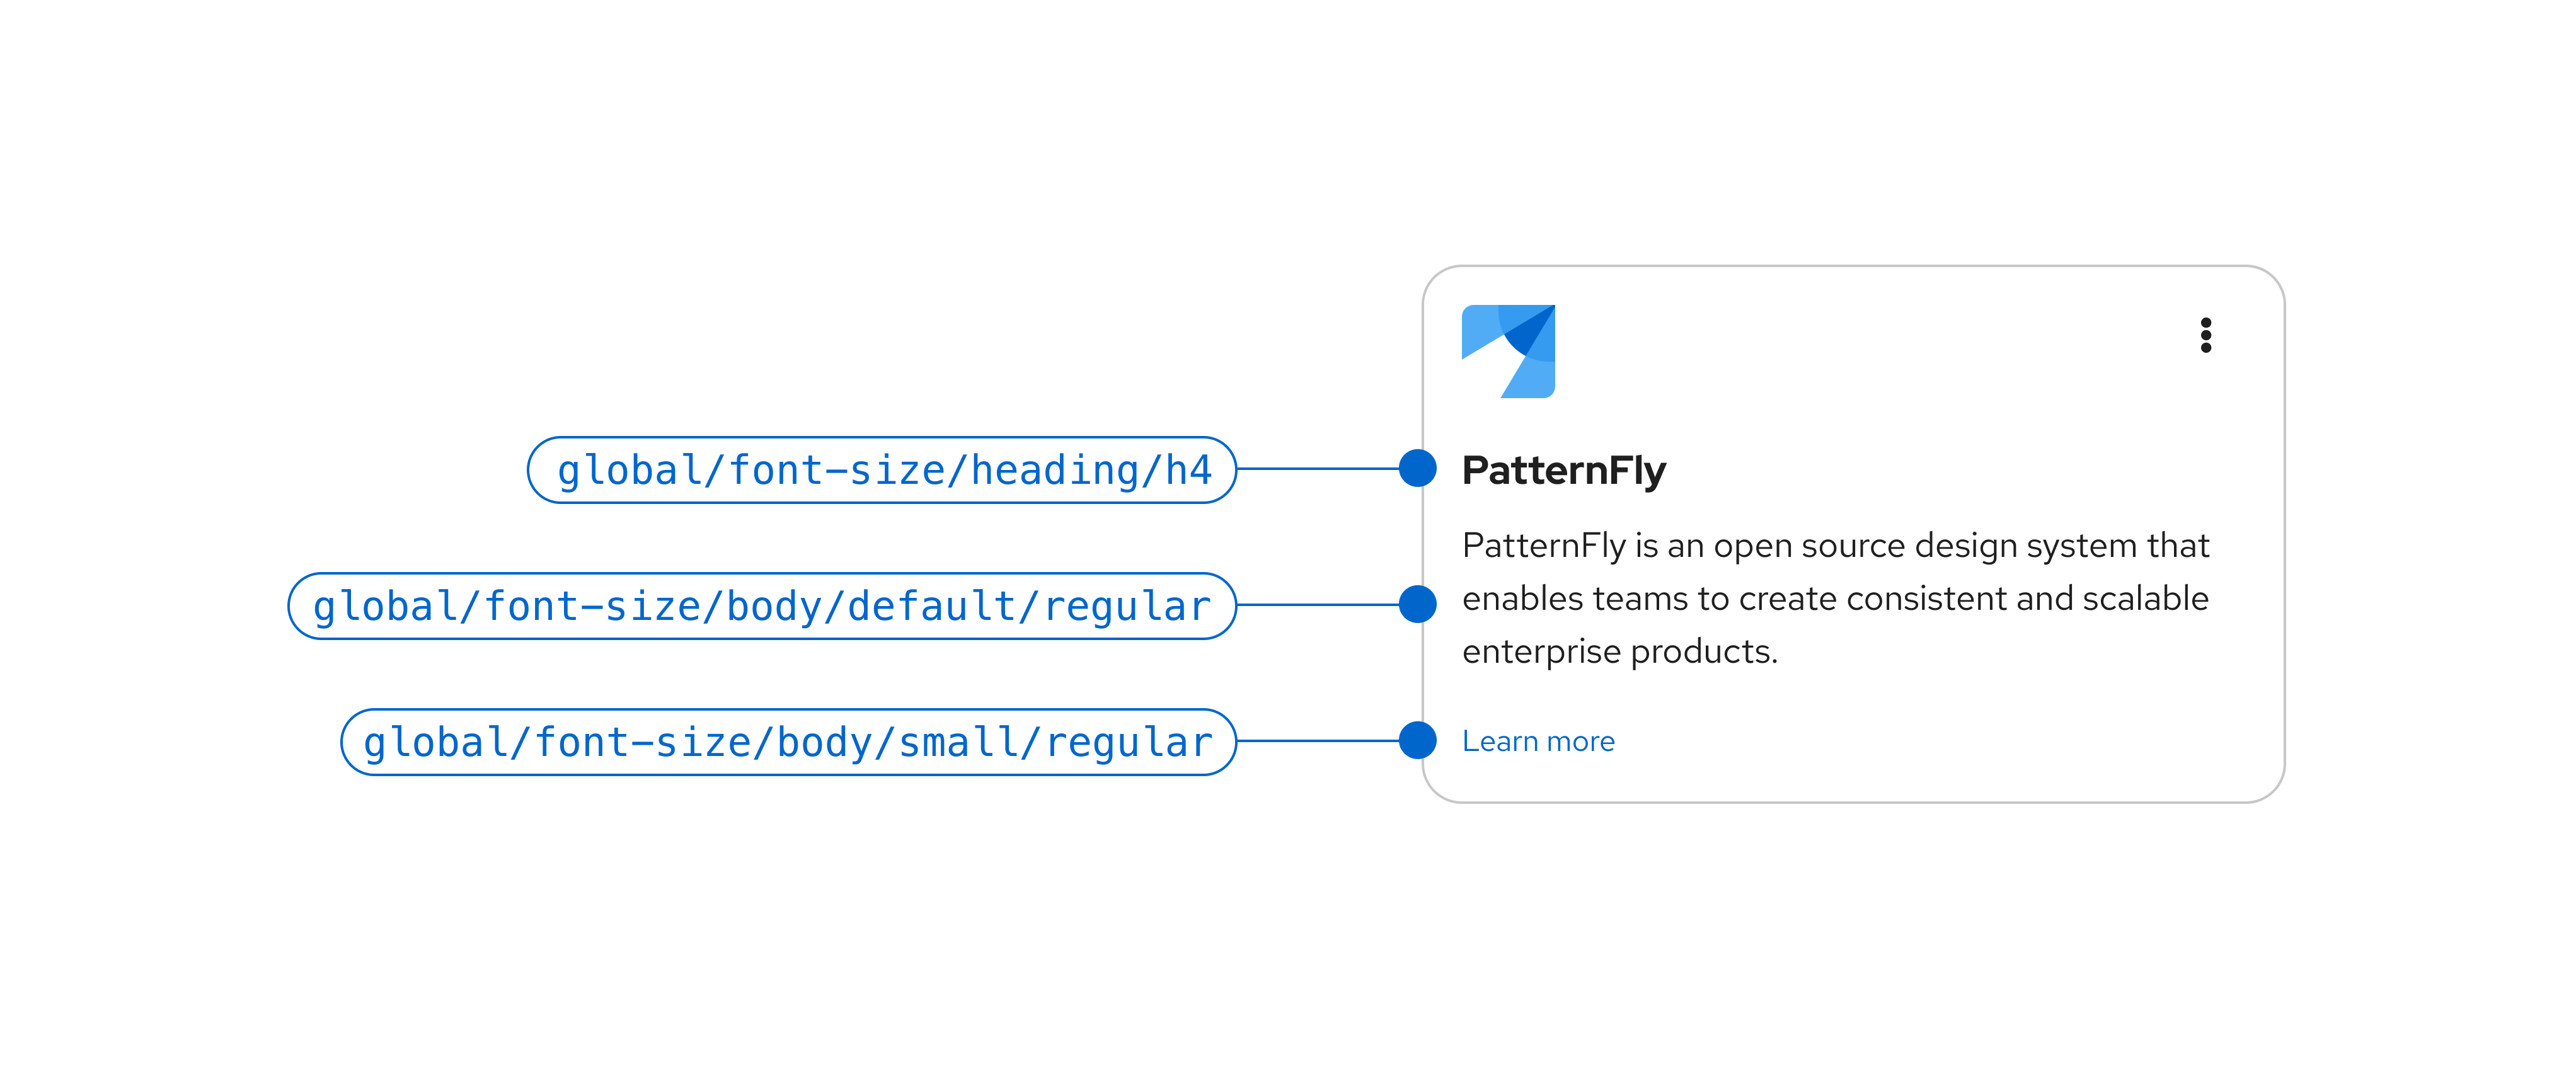 global/font-size/heading/h4
PatternFly
global/font-size/body/default/regular
PatternFly is an open source design system that
enables teams to create consistent and scalable
enterprise products.
global/font-size/body/small/regular
Learn more